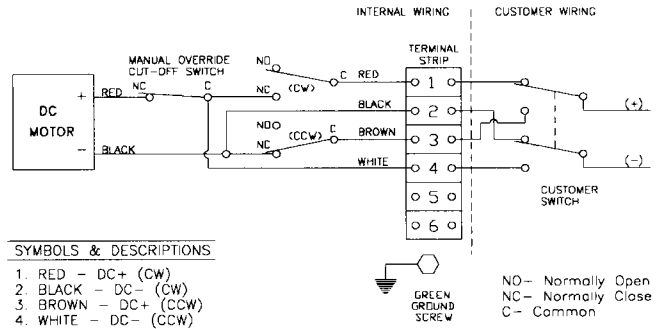 INTERNAL WIRING
CUSTOMER WIRING
MANUAL OVERRIDE
CUT-OFF SWITCH
TERMINAL
STRIP
NO
C
RED
1
NC
(CW)
+
RED
NC
C
BLACK
2
(+)
DC
MOTOR
NO
(CCW)
C
BROWN
3
-
BLACK
NC
WHITE
4
(-)
5
CUSTOMER
SWITCH
6
SYMBOLS & DESCRIPTIONS
1. RED - DC+ (CW)
2. BLACK - DC- (CW)
3. BROWN - DC+ (CCW)
4. WHITE - DC- (CCW)
GREEN
GROUND
SCREW
NO- Normally Open
NC- Normally Close
C- Common